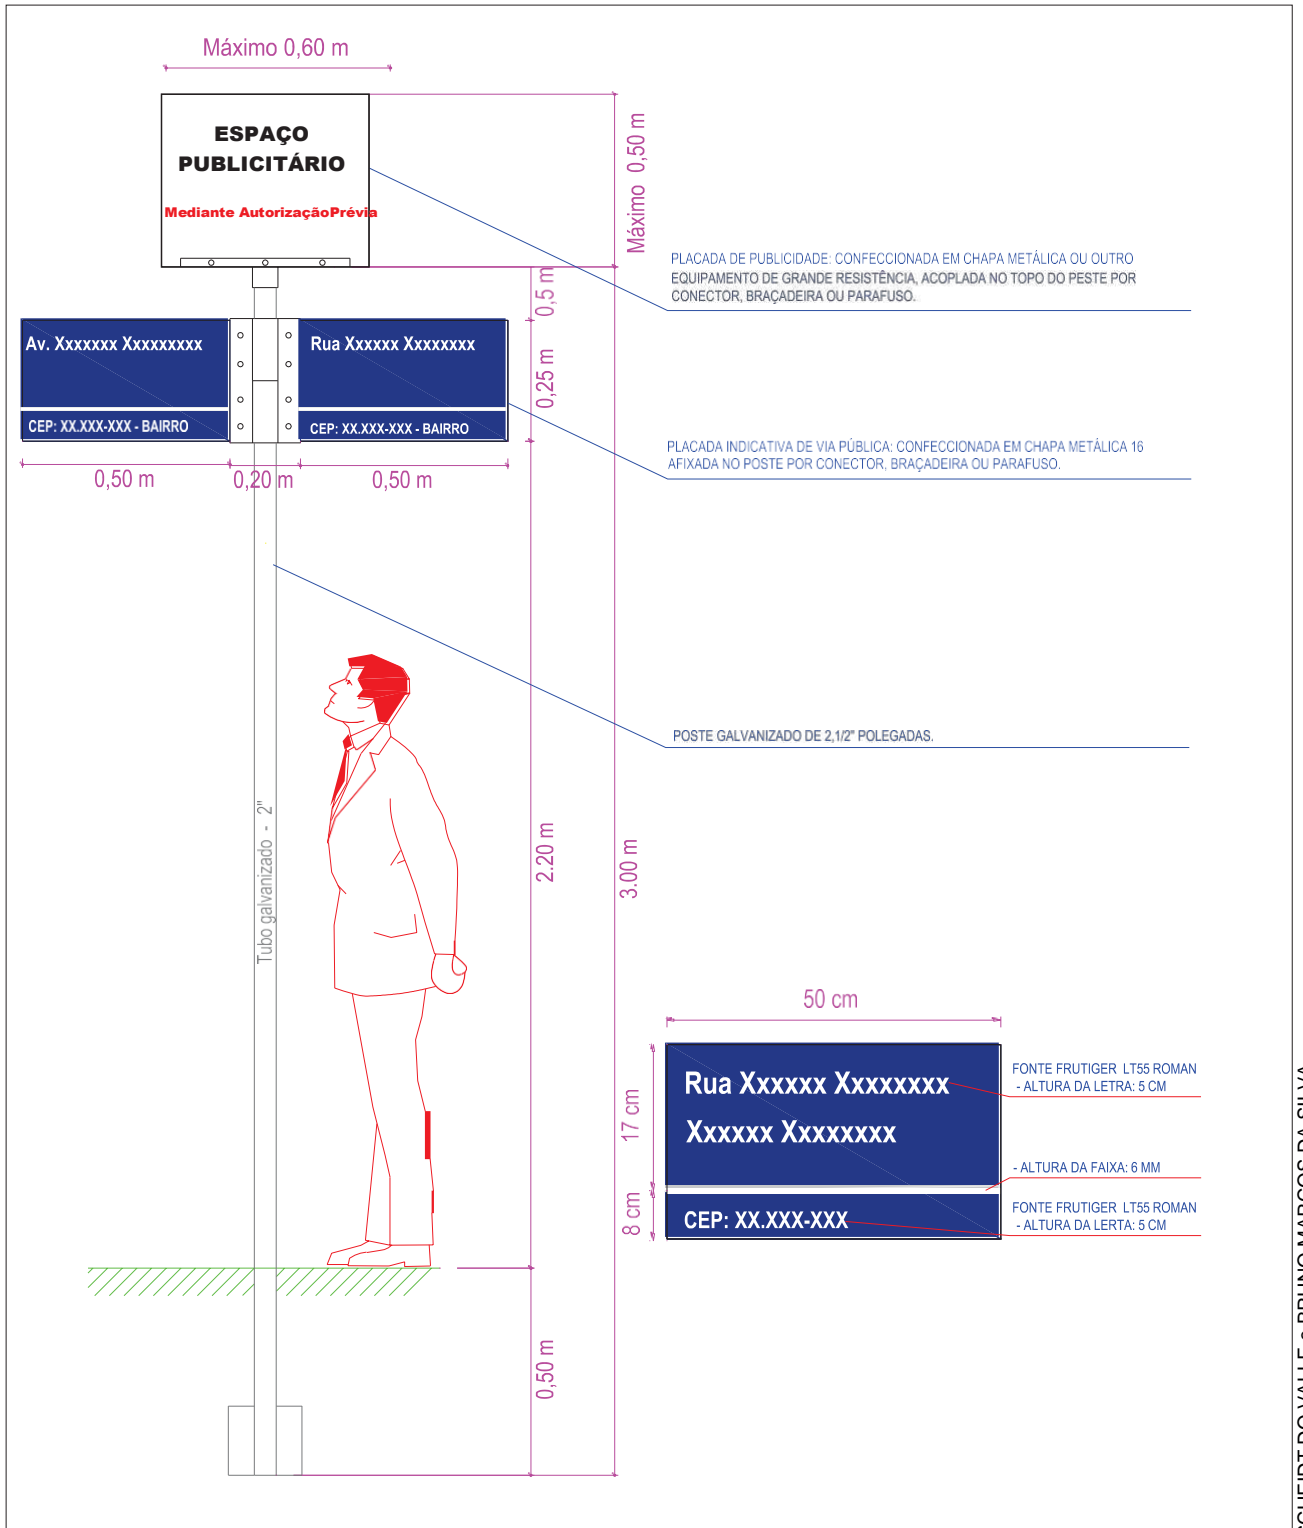 Máximo 0,60 m
ESPAÇO
PUBLICITÁRIO
Mediante AutorizaçãoPrévia
Máximo 0,50 m
0,5 m
PLACADA DE PUBLICIDADE: CONFECCIONADA EM CHAPA METÁLICA OU OUTRO
EQUIPAMENTO DE GRANDE RESISTÊNCIA, ACOPLADA NO TOPO DO PESTE POR
CONECTOR, BRAÇADEIRA OU PARAFUSO.
Av. Xxxxxxx Xxxxxxxxx
CEP: XX.XXX-XXX - BAIRRO
Rua Xxxxxx Xxxxxxxx
CEP: XX.XXX-XXX - BAIRRO
0,25 m
0,50 m
0,20 m
0,50 m
PLACADA INDICATIVA DE VIA PÚBLICA: CONFECCIONADA EM CHAPA METÁLICA 16
AFIXADA NO POSTE POR CONECTOR, BRAÇADEIRA OU PARAFUSO.
POSTE GALVANIZADO DE 2,1/2" POLEGADAS.
Tubo galvanizado - 2"
2.20 m
3.00 m
0,50 m
50 cm
17 cm
8 cm
Rua Xxxxxx Xxxxxxxx
Xxxxxx Xxxxxxxx
CEP: XX.XXX-XXX
FONTE FRUTIGER LT55 ROMAN
- ALTURA DA LETRA: 5 CM
- ALTURA DA FAIXA: 6 MM
FONTE FRUTIGER LT55 ROMAN
- ALTURA DA LERTA: 5 CM
DO VALLE e BRUNO MARCOS DA SILVA